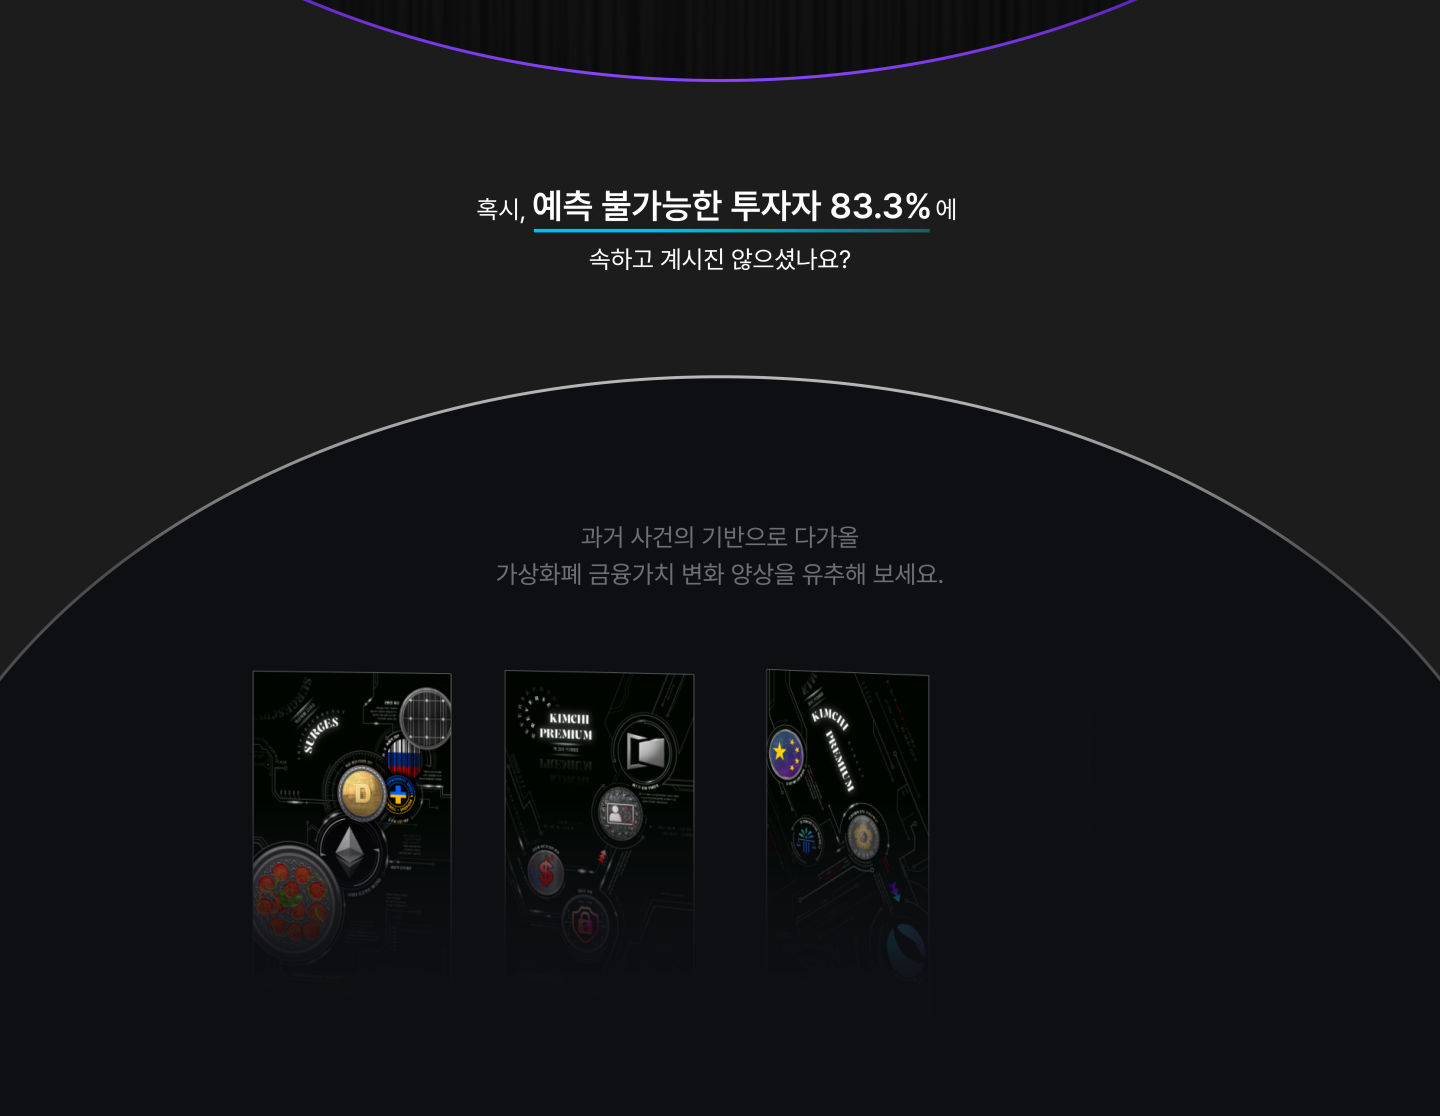 혹시, 예측 불가능한 투자자 83.3% 에
속하고 계시진 않으셨나요?
과거 사건의 기반으로 다가올
가상화폐 금융가치 변화 양상을 유추해 보세요.
SURGES
KIMCHI
PREMIUM
KIMCHI
PREMIUM